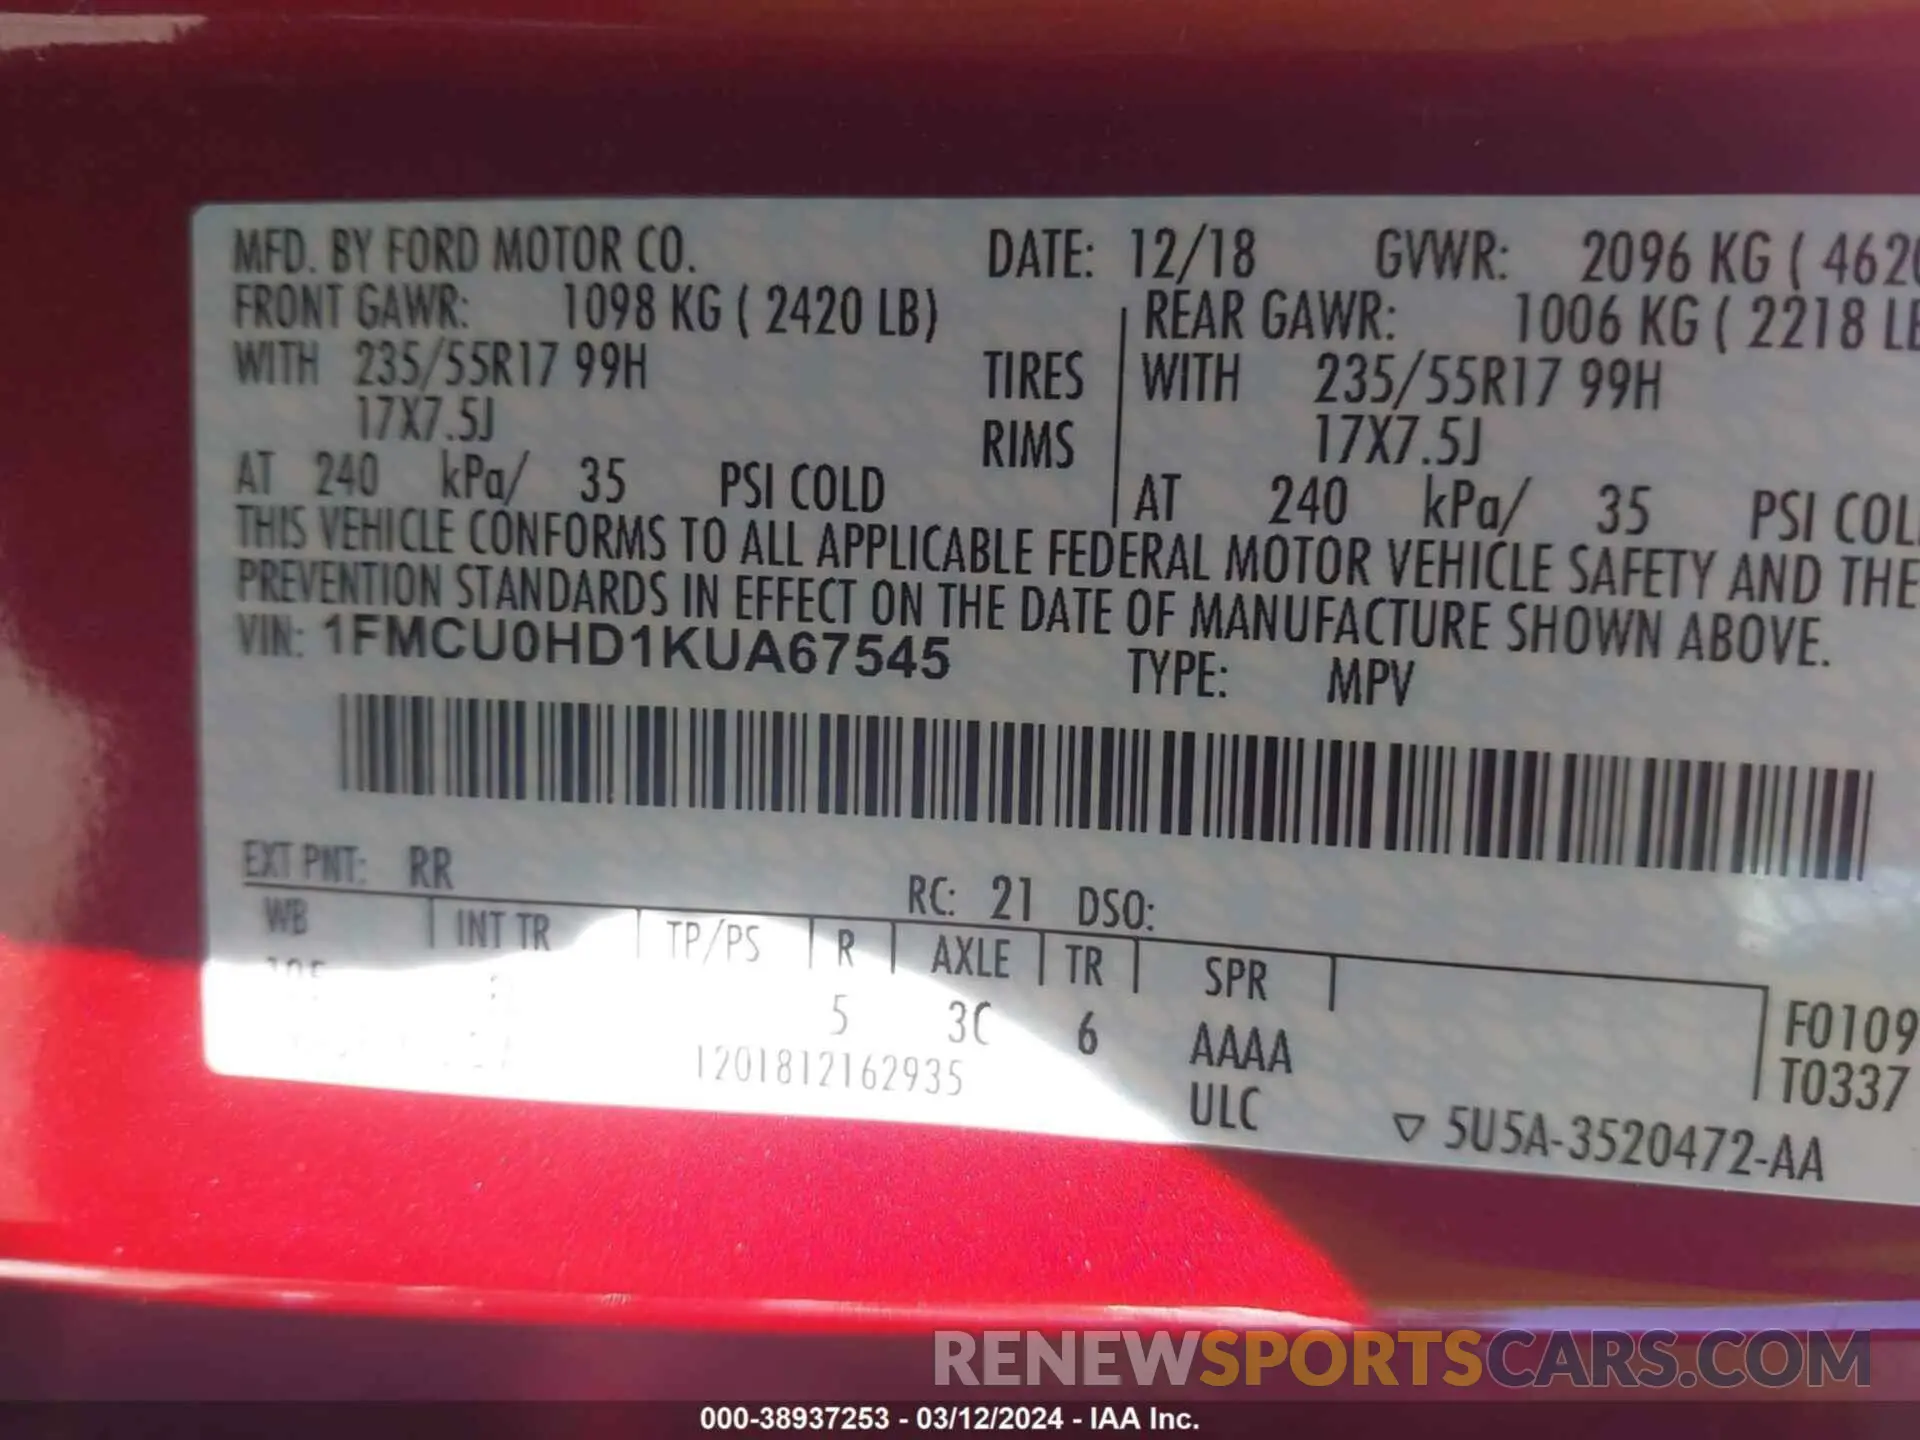 MFD. BY FORD MOTOR CO. DATE: 12/18 GVWR: 2096 KG ( 4620
FRONT GAWR: 1098 KG ( 2420 LB) REAR GAWR: 1006 KG ( 2218 LB
WITH 235/55R17 99H TIRES WITH 235/55R17 99H
17X7.5J RIMS 17X7.5J
AT 240 kPa/ 35 PSI COLD AT 240 kPa/ 35 PSI COL
THIS VEHICLE CONFORMS TO ALL APPLICABLE FEDERAL MOTOR VEHICLE SAFETY AND THE
PREVENTION STANDARDS IN EFFECT ON THE DATE OF MANUFACTURE SHOWN ABOVE.
VIN: 1FMCU0HD1KUA67545 TYPE: MPV
EXT PNT: RR RC: 21 DSO:
WB INT TR TP/PS R AXLE TR SPR
5 3C 6 AAAA F0109
1201812162935 ULC T0337
▽ 5U5A-3520472-AA
RENEWSPORTSCARS.COM
000-38937253 - 03/12/2024 - IAA Inc.